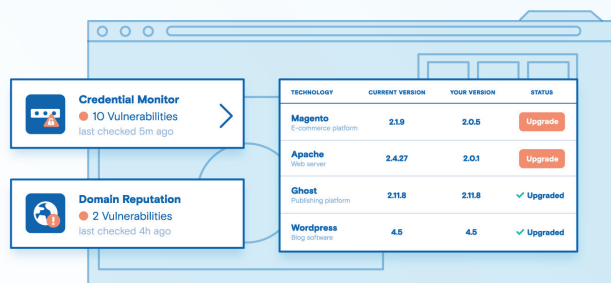 Credential Monitor
10 Vulnerabilities
last checked 5m ago
Domain Reputation
2 Vulnerabilities
last checked 4h ago
TECHNOLOGY CURRENT VERSION YOUR VERSION STATUS
Magento 2.1.9 2.0.5 Upgrade
E-commerce platform
Apache 2.4.27 2.0.1 Upgrade
Web server
Ghost 2.11.8 2.11.8 Upgraded
Publishing platform
Wordpress 4.5 4.5 Upgraded
Blog software